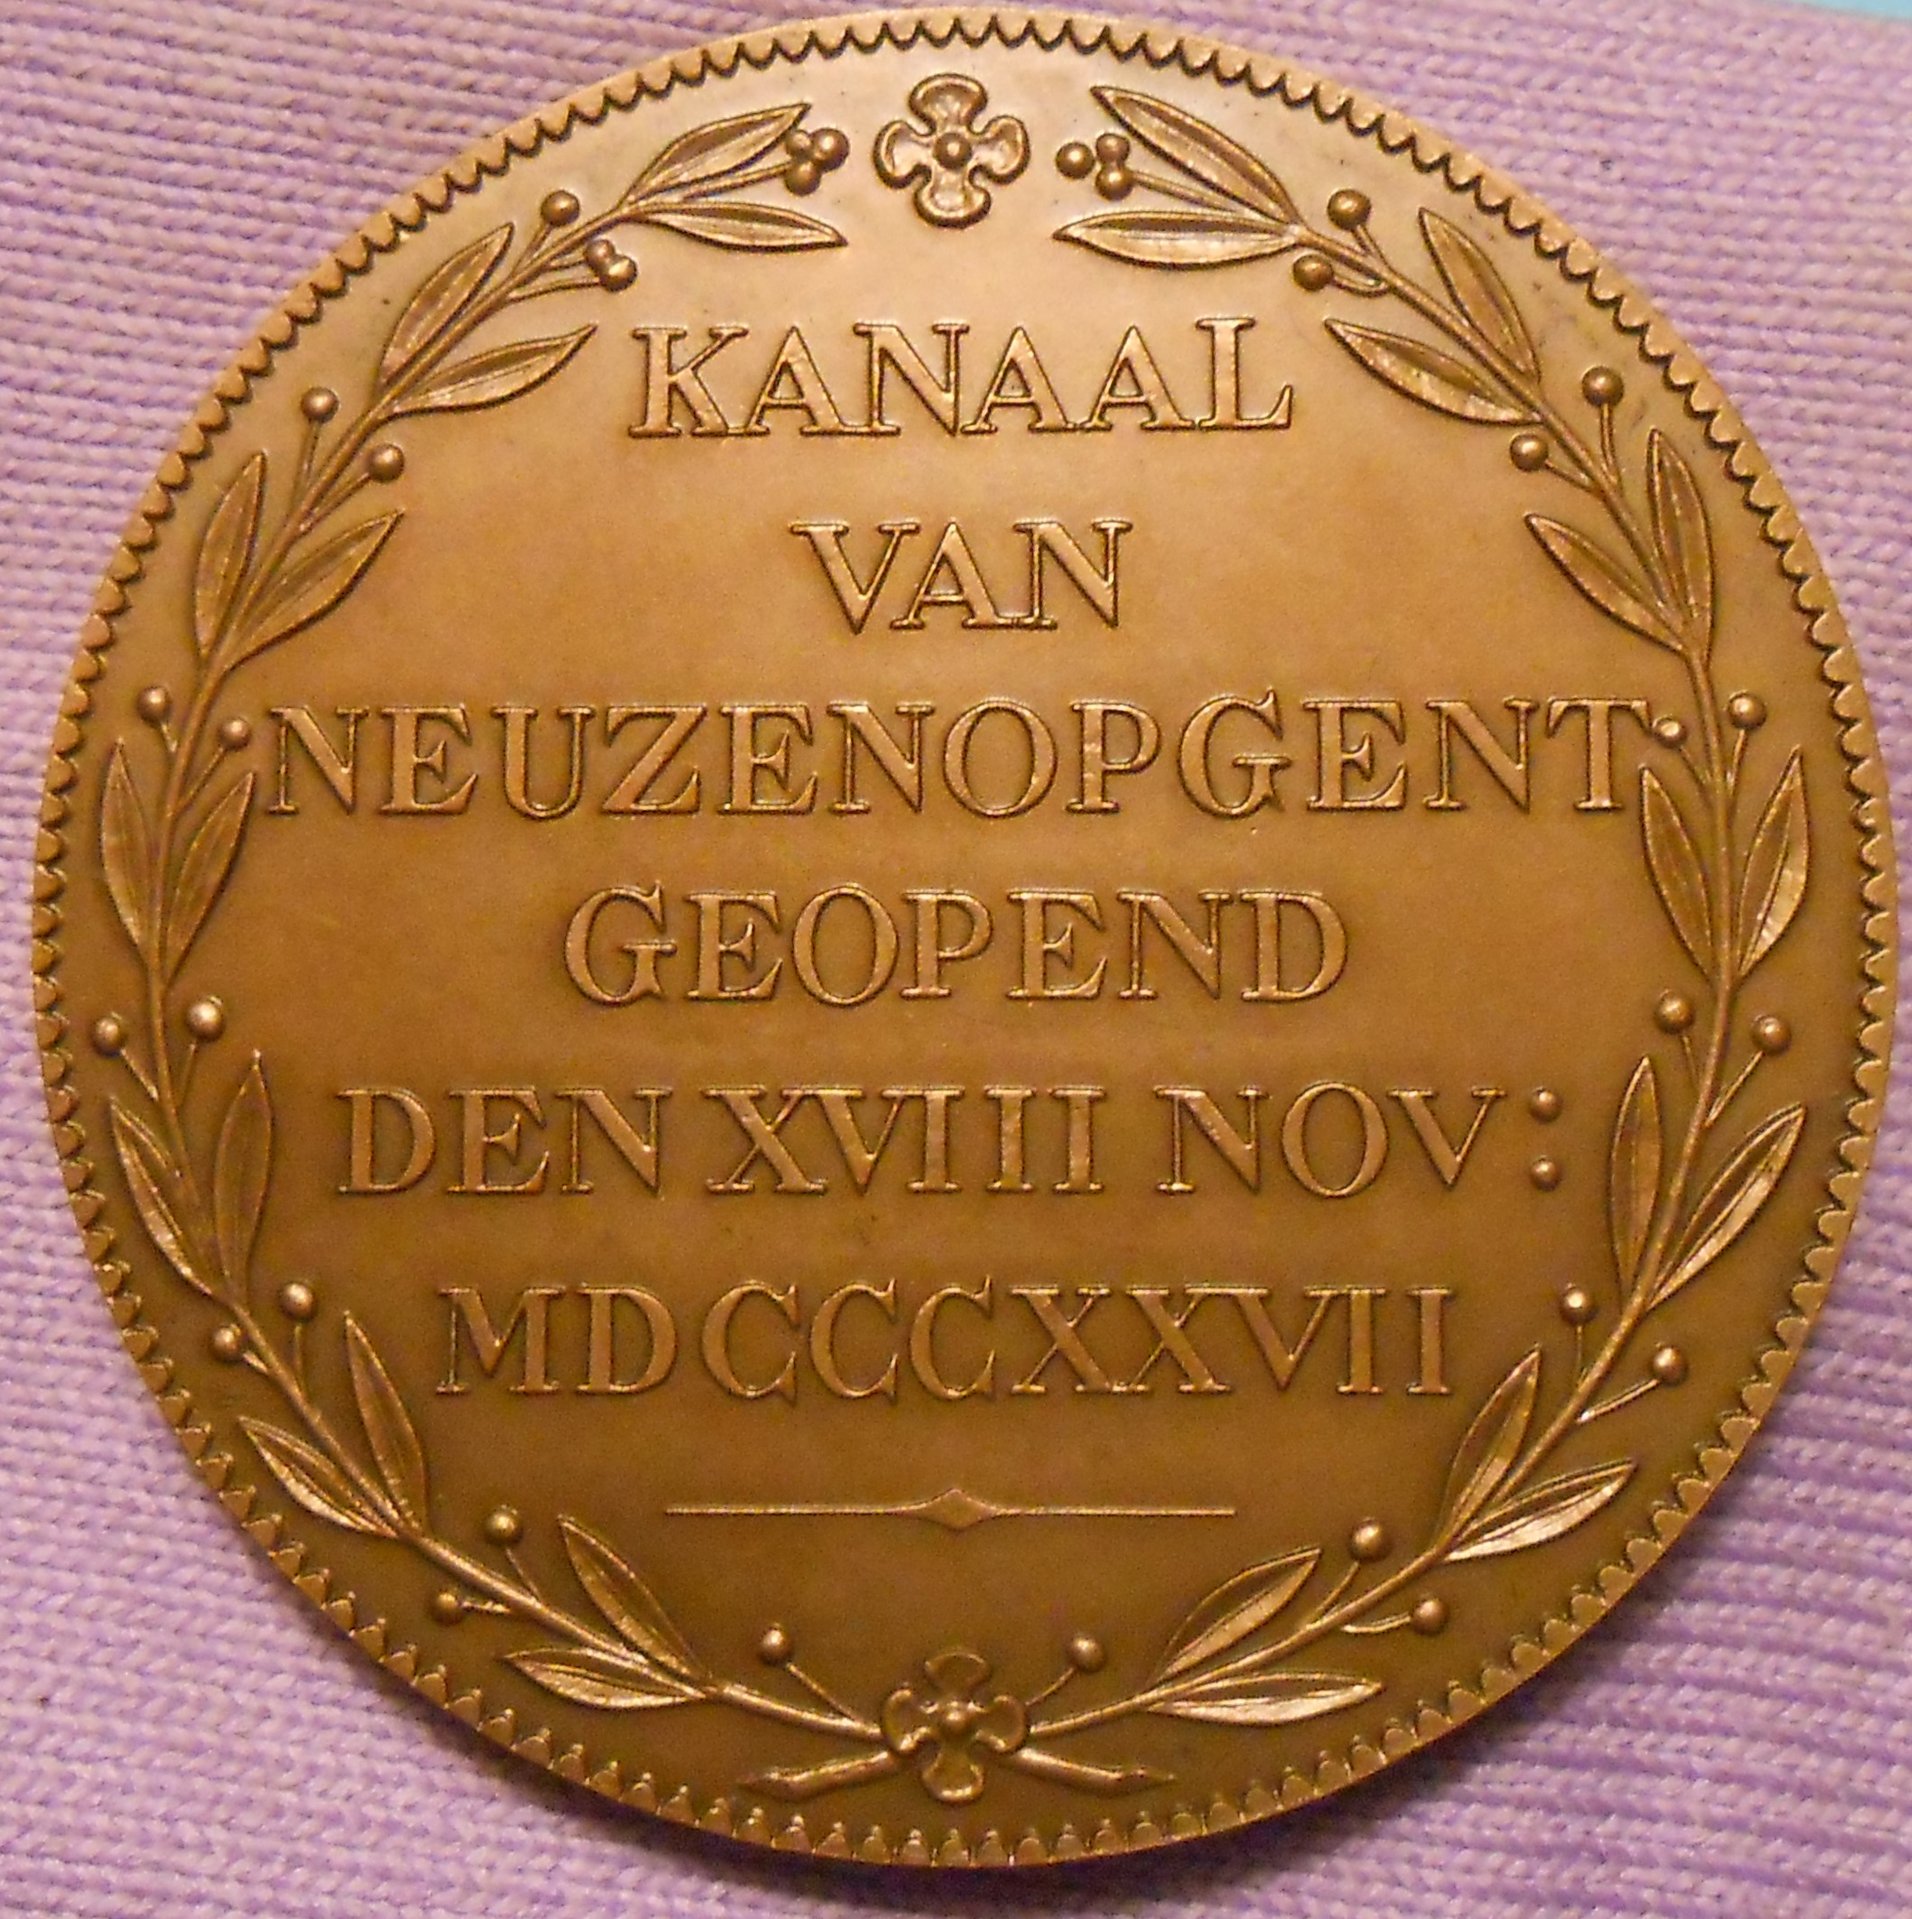 KANAAL
VAN
NEUZENOPGENT
GEOPEND
DEN XVIII NOV:
MDCCCXXVII